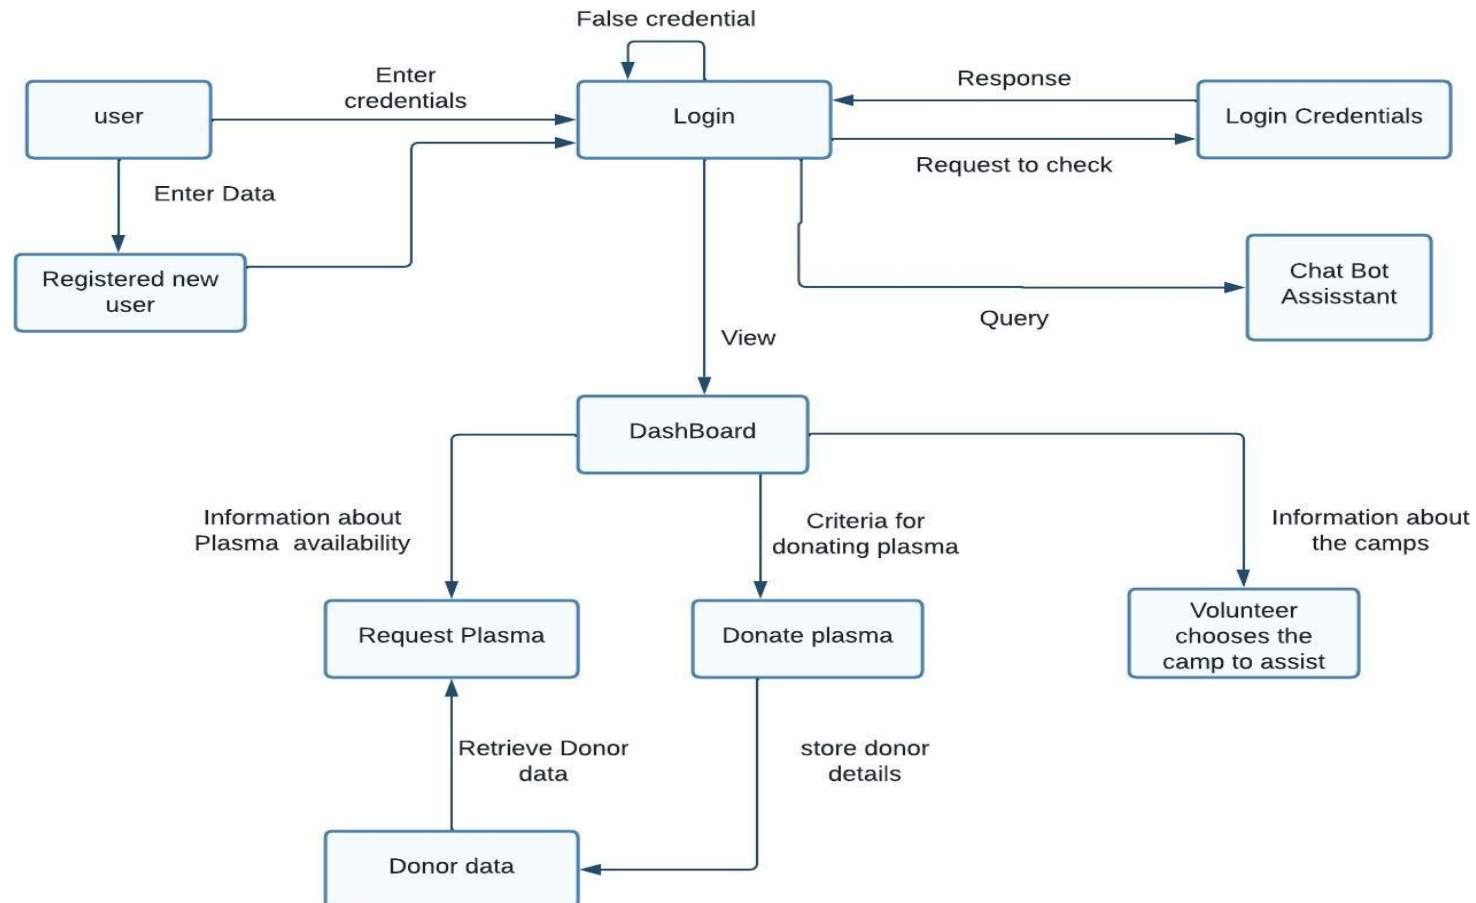 False credential
Enter
credentials
Response
user
Login
Login Credentials
Request to check
Enter Data
Registered new
user
Chat Bot
Assisstant
Query
View
DashBoard
Information about
Plasma  availability
Criteria for
donating plasma
Information about
the camps
Request Plasma
Donate plasma
Volunteer
chooses the
camp to assist
Retrieve Donor
data
store donor
details
Donor data